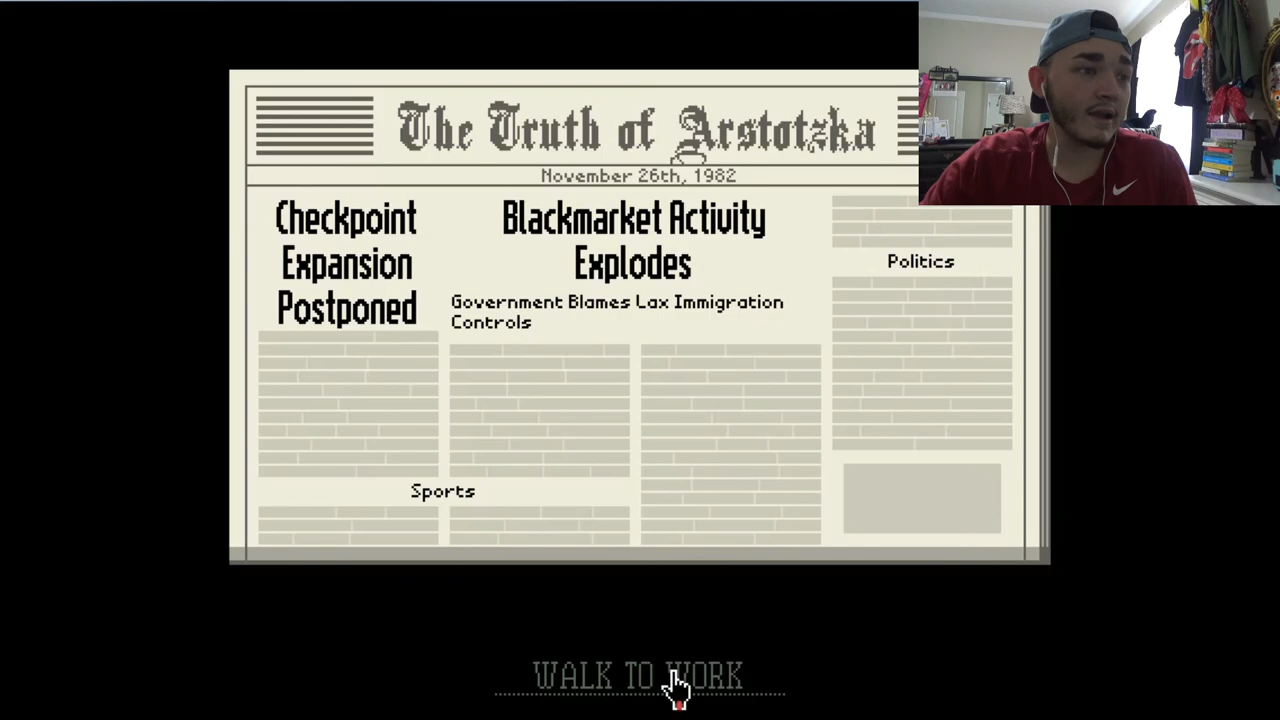 The Truth of Arstotzka
November 26th, 1982
Checkpoint
Expansion
Postponed
Blackmarket Activity
Explodes
Government Blames Lax Immigration
Controls
Sports
Politics
WALK TO WORK